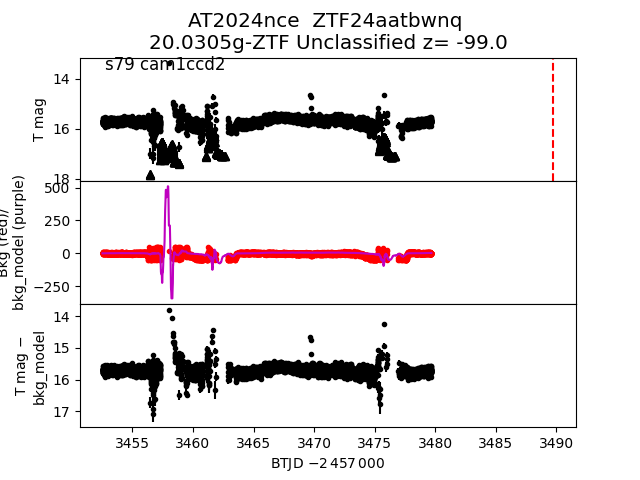 AT2024nce  ZTF24aatbwnq
20.0305g-ZTF Unclassified z= -99.0
s79 cam1ccd2
14
16
18
T mag
500
250
0
−250
Bkg (red)/
bkg_model (purple)
14
15
16
17
T mag −
bkg_model
3455 3460 3465 3470 3475 3480 3485 3490
BTJD −2 457 000